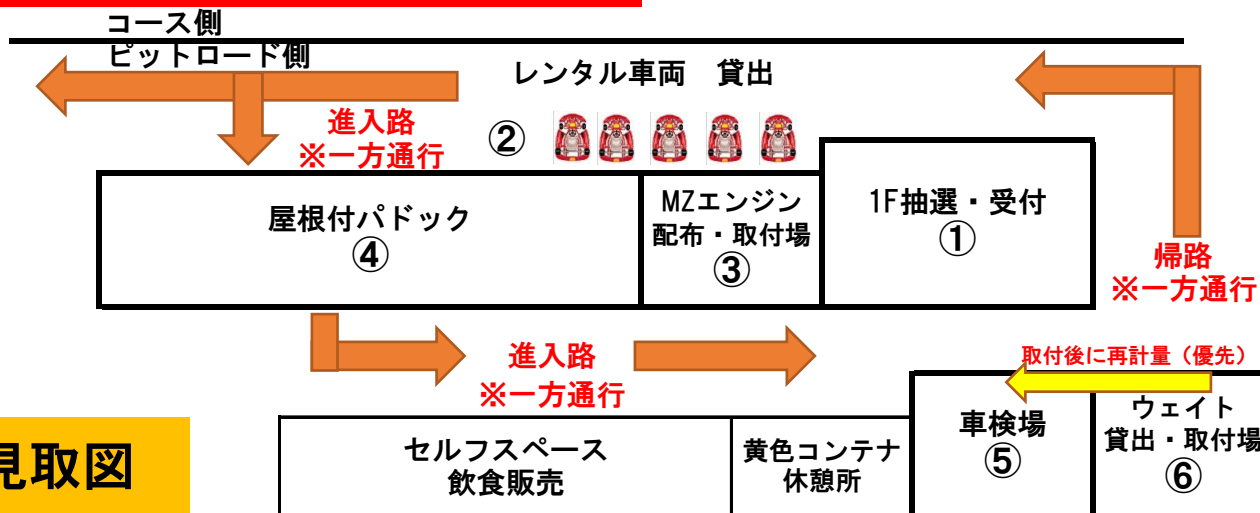 コース側
ピットロード側
レンタル車両　貸出
進入路
※一方通行
②
屋根付パドック
④
MZエンジン
配布・取付場
③
1F抽選・受付
①
帰路
※一方通行
進入路
※一方通行
取付後に再計量（優先）
セルフスペース
飲食販売
黄色コンテナ
休憩所
車検場
⑤
ウェイト
貸出・取付場
⑥
見取図